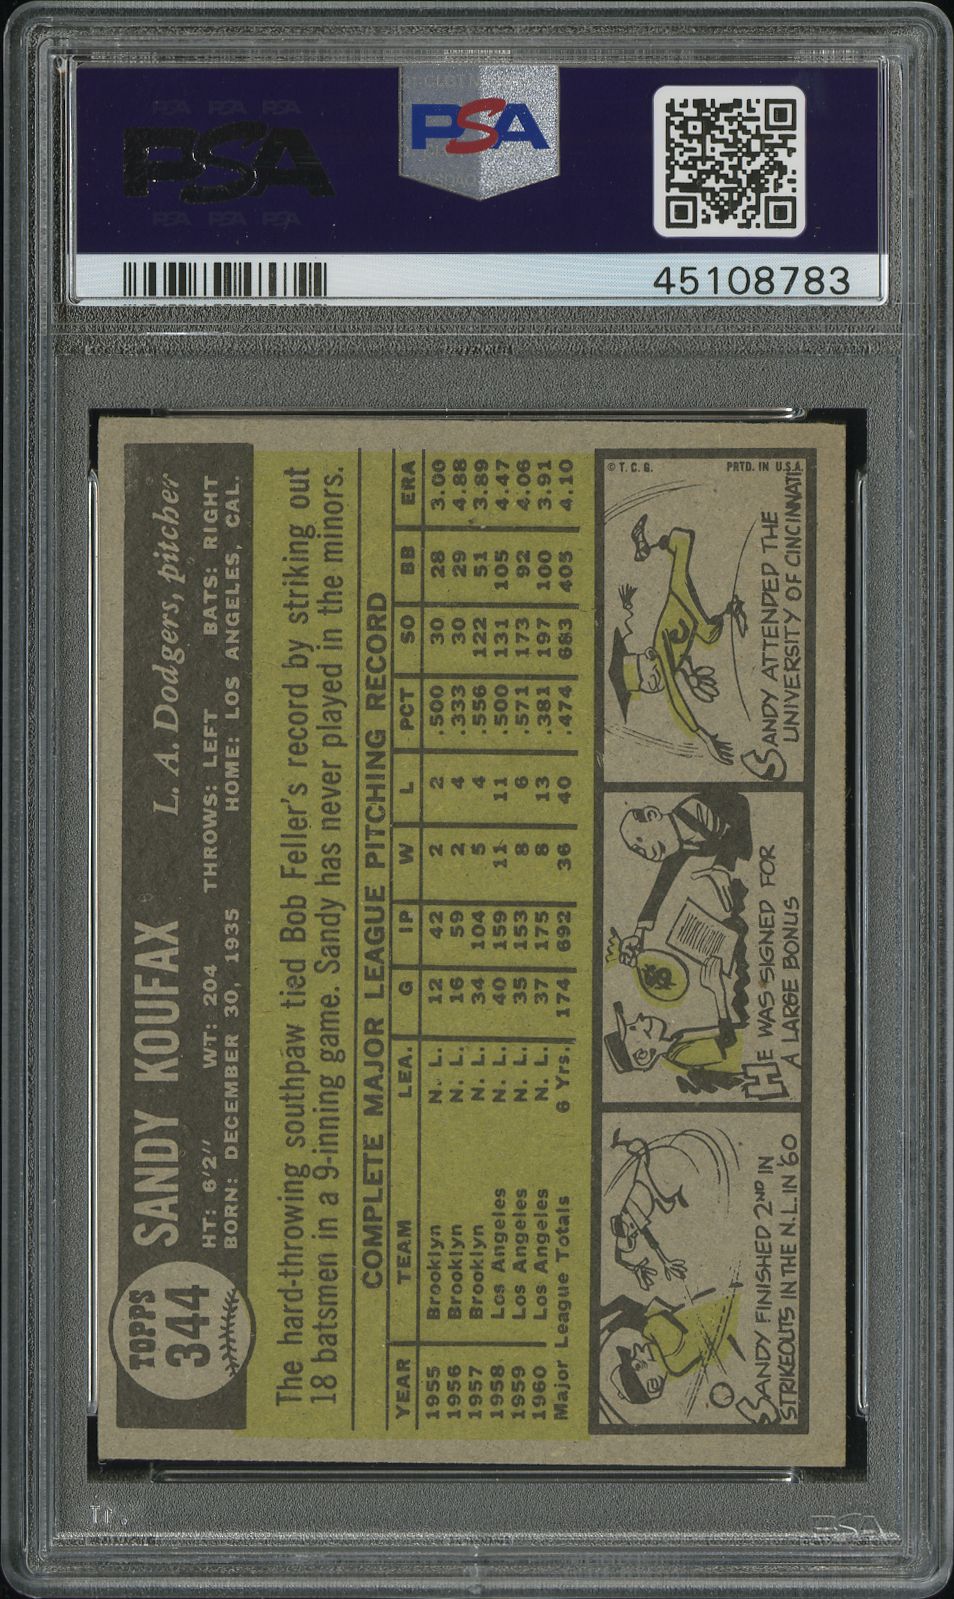 PSA PSA PSA
PSA
PSA PSA PSA
PSA
45108783
TOPPS
344
SANDY KOUFAX
L. A. Dodgers, pitcher
HT: 6'2" WT: 204 THROWS: LEFT BATS: RIGHT
BORN: DECEMBER 30, 1935 HOME: LOS ANGELES, CAL.
The hard-throwing southpaw tied Bob Feller's record by striking out
18 batsmen in a 9-inning game. Sandy has never played in the minors.
COMPLETE MAJOR LEAGUE PITCHING RECORD
YEAR TEAM LEA. G IP W L PCT SO BB ERA
1955 Brooklyn N. L. 12 42 2 2 .500 30 28 3.00
1956 Brooklyn N. L. 16 59 2 4 .333 30 29 4.88
1957 Brooklyn N. L. 34 104 5 4 .556 122 51 3.89
1958 Los Angeles N. L. 40 159 11 11 .500 131 105 4.47
1959 Los Angeles N. L. 35 153 8 6 .571 173 92 4.06
1960 Los Angeles N. L. 37 175 8 13 .381 197 100 3.91
Major League Totals 6 Yrs. 174 692 36 40 .474 683 405 4.10
SANDY FINISHED 2ND IN
STRIKEOUTS IN THE N.L. IN '60
HE WAS SIGNED FOR
A LARGE BONUS
© T. C. G. PRTD. IN U.S.A.
C
SANDY ATTENDED THE
UNIVERSITY OF CINCINNATI
PSA